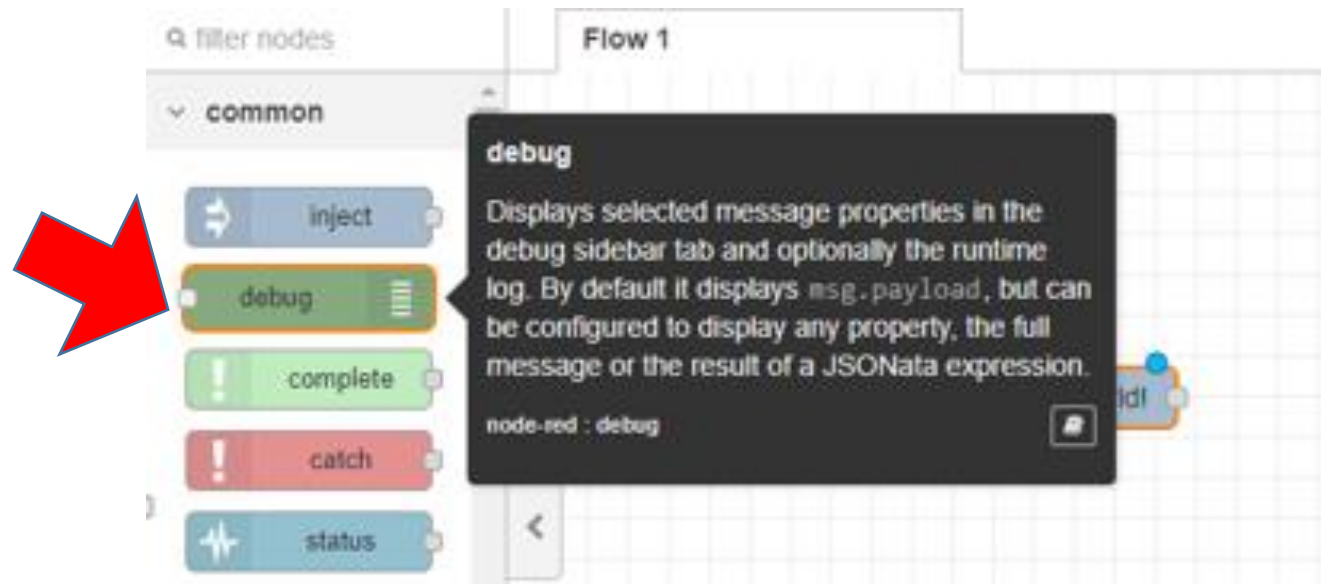 filter nodes
Flow 1
common
debug
inject
Displays selected message properties in the
debug sidebar tab and optionally the runtime
debug
log. By default it displays msg.payload, but can
be configured to display any property, the full
complete
message or the result of a JSONata expression.
ld!
node-red : debug
catch
status